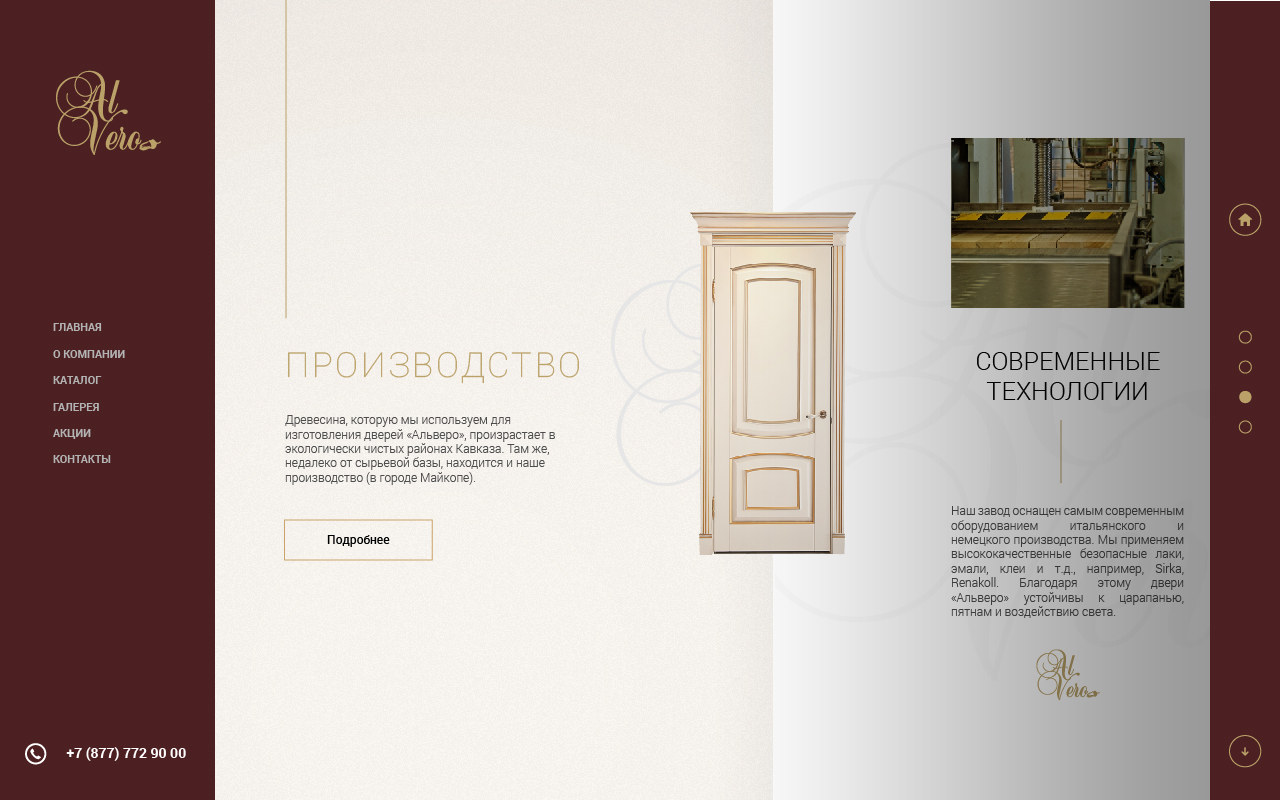 Al
Vero
ГЛАВНАЯ
О КОМПАНИИ
КАТАЛОГ
ГАЛЕРЕЯ
АКЦИИ
КОНТАКТЫ
+7 (877) 772 90 00
ПРОИЗВОДСТВО
Древесина, которую мы используем для
изготовления дверей «Альверо», произрастает в
экологически чистых районах Кавказа. Там же,
недалеко от сырьевой базы, находится и наше
производство (в городе Майкопе).
Подробнее
СОВРЕМЕННЫЕ
ТЕХНОЛОГИИ
Наш завод оснащен самым современным
оборудованием итальянского и
немецкого производства. Мы применяем
высококачественные безопасные лаки,
эмали, клеи и т.д., например, Sirka,
Renakoll. Благодаря этому двери
«Альверо» устойчивы к царапанью,
пятнам и воздействию света.
Al
Vero